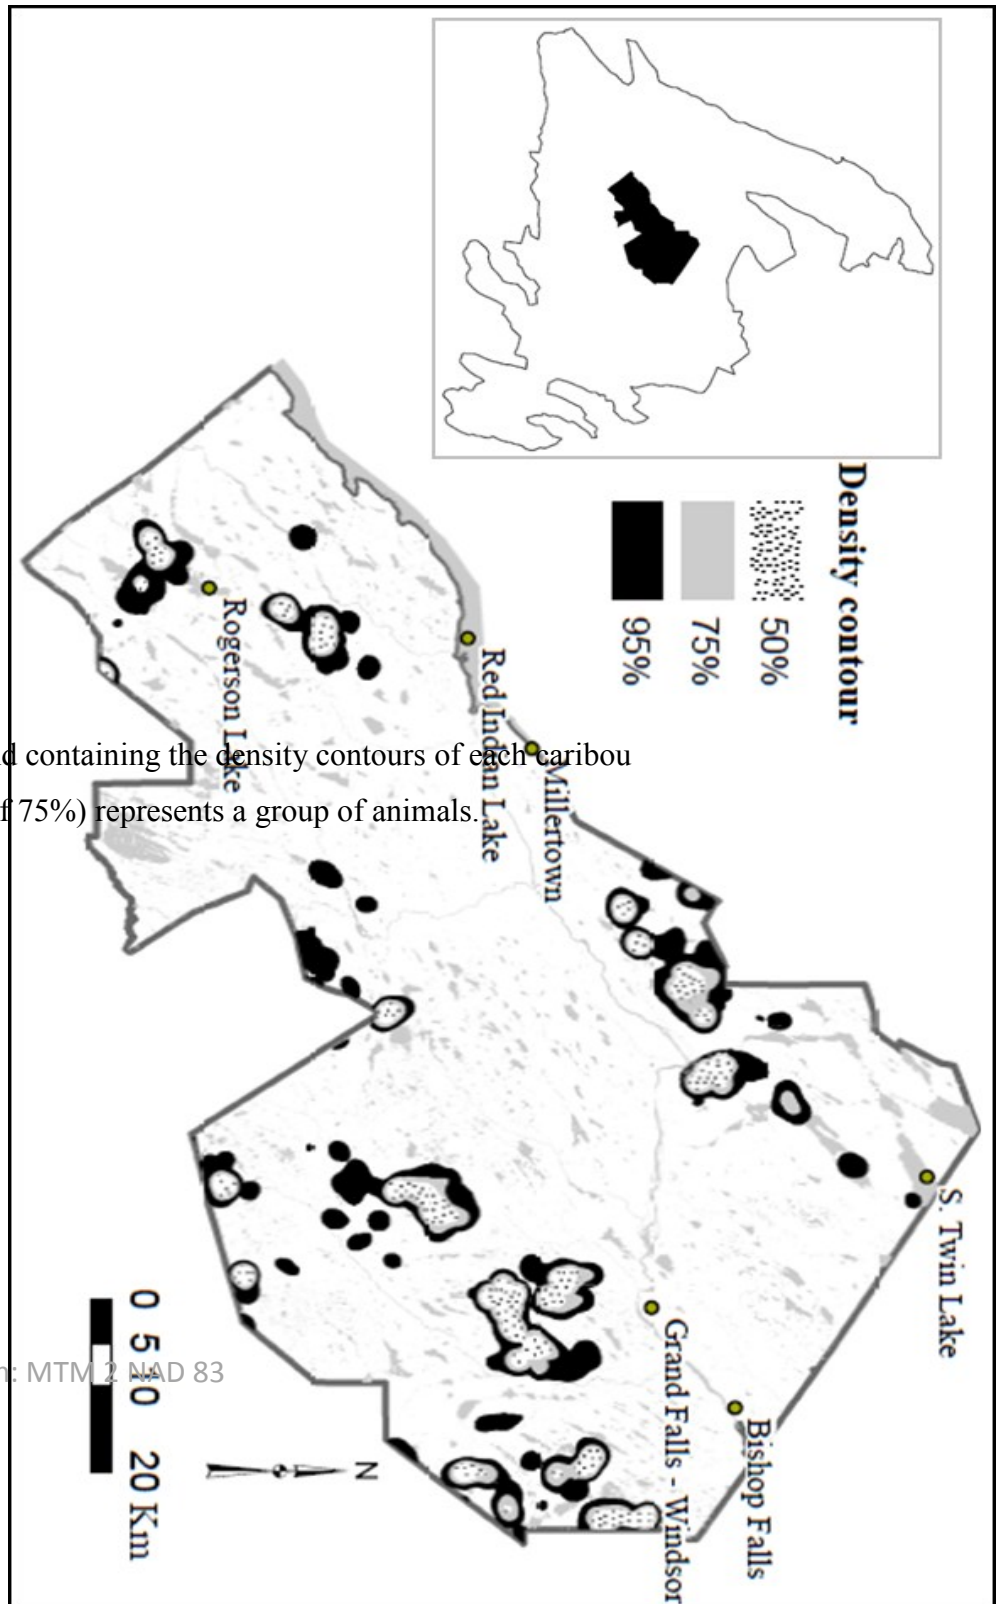 Density contour
50%
75%
95%
S. Twin Lake
Bishop Falls
Grand Falls - Windsor
Millertown
Red Indian Lake
Rogerson Lake
d containing the density contours of each caribou
f 75%) represents a group of animals.
n: MTM 2 NAD 83
N
0 5 10 20 Km